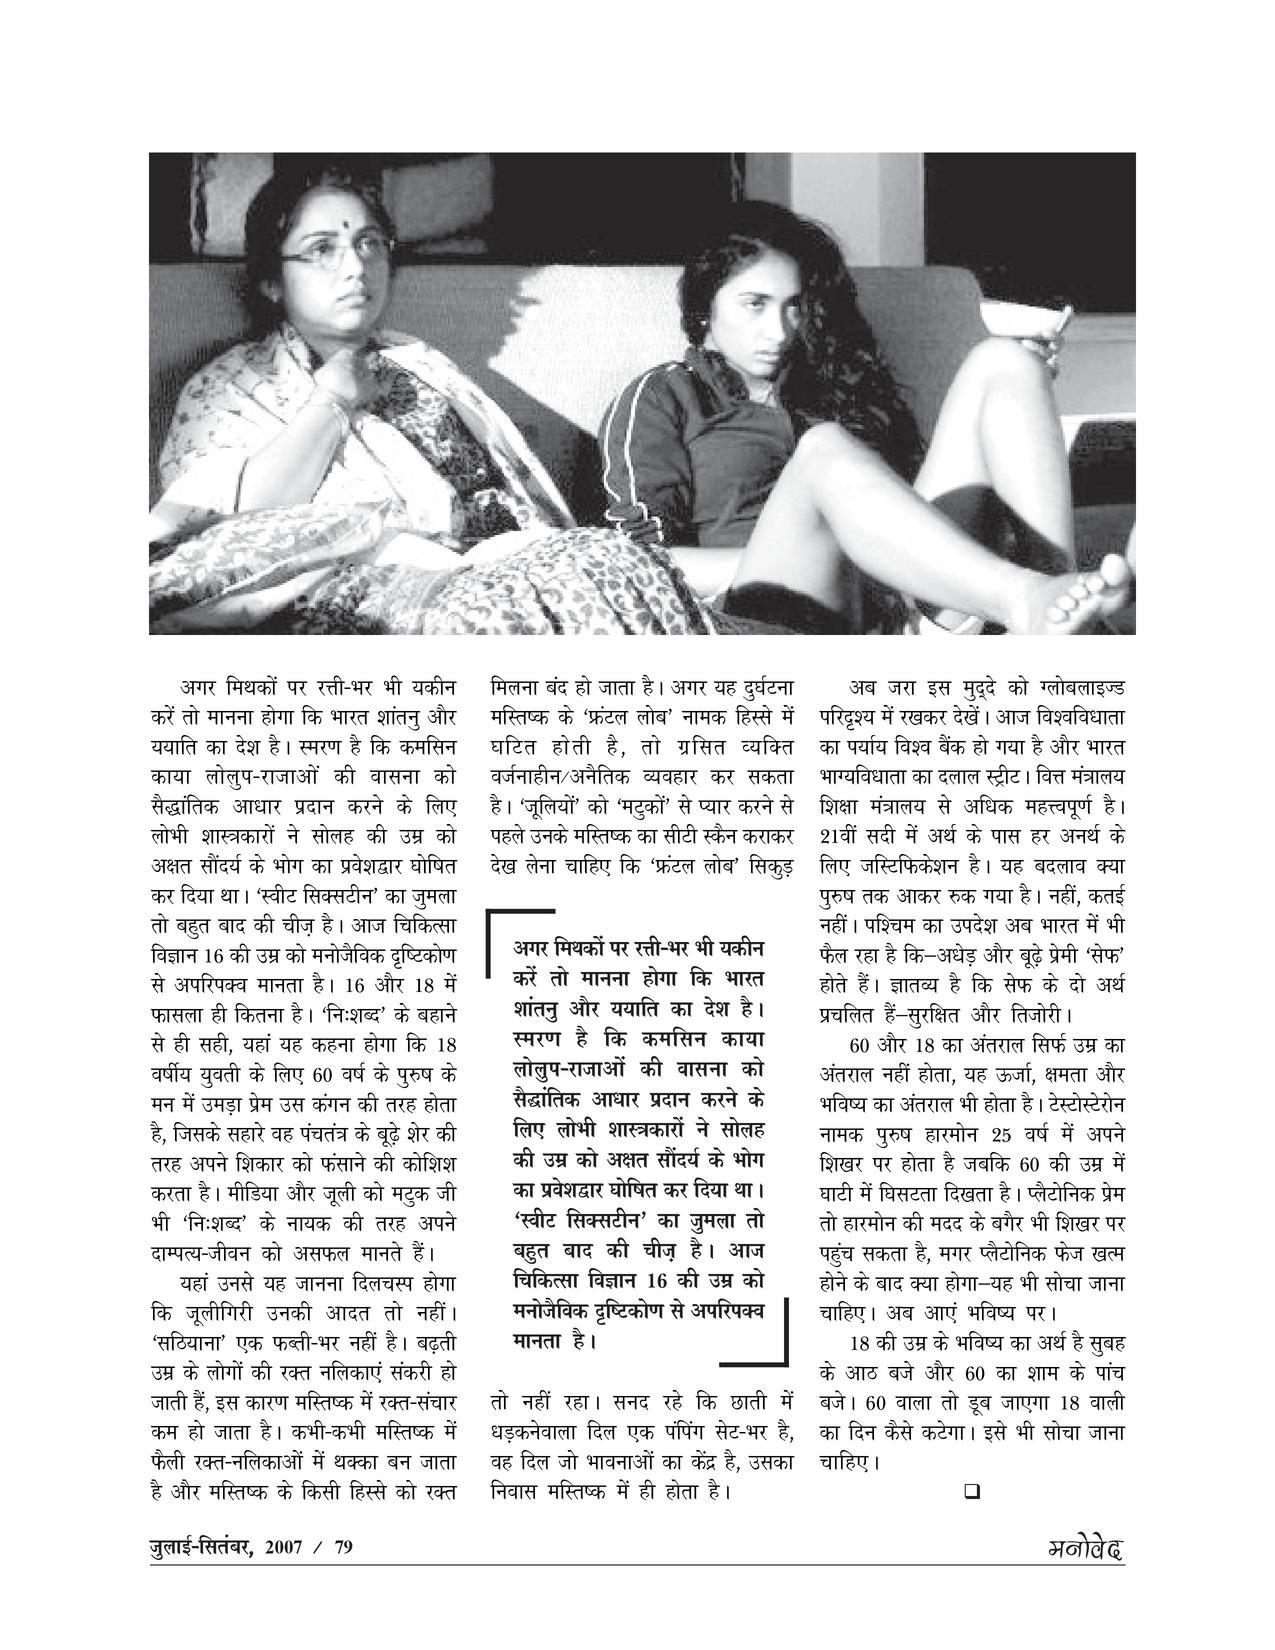 अगर मिथकों पर रत्ती-भर भी यकीन
करें तो मानना होगा कि भारत शांतनु और
ययाति का देश है। स्मरण है कि कमसिन
काया लोलुप-राजाओं की वासना को
सैद्धांतिक आधार प्रदान करने के लिए
लोभी शास्त्रकारों ने सोलह की उम्र को
अक्षत सौंदर्य के भोग का प्रवेशद्वार घोषित
कर दिया था। ‘स्वीट सिक्सटीन’ का जुमला
तो बहुत बाद की चीज़ है। आज चिकित्सा
विज्ञान 16 की उम्र को मनोजैविक दृष्टिकोण
से अपरिपक्व मानता है। 16 और 18 में
फासला ही कितना है। ‘निःशब्द’ के बहाने
से ही सही, यहां यह कहना होगा कि 18
वर्षीय युवती के लिए 60 वर्ष के पुरुष के
मन में उमड़ा प्रेम उस कंगन की तरह होता
है, जिसके सहारे वह पंचतंत्र के बूढ़े शेर की
तरह अपने शिकार को फंसाने की कोशिश
करता है। मीडिया और जूली को मटुक जी
भी ‘निःशब्द’ के नायक की तरह अपने
दाम्पत्य-जीवन को असफल मानते हैं।
यहां उनसे यह जानना दिलचस्प होगा
कि जूलीगिरी उनकी आदत तो नहीं।
‘सठियाना’ एक फब्ती-भर नहीं है। बढ़ती
उम्र के लोगों की रक्त नलिकाएं संकरी हो
जाती हैं, इस कारण मस्तिष्क में रक्त-संचार
कम हो जाता है। कभी-कभी मस्तिष्क में
फैली रक्त-नलिकाओं में थक्का बन जाता
है और मस्तिष्क के किसी हिस्से को रक्त
मिलना बंद हो जाता है। अगर यह दुर्घटना
मस्तिष्क के ‘फ्रंटल लोब’ नामक हिस्से में
घटित होती है, तो ग्रसित व्यक्ति
वर्जनाहीन/अनैतिक व्यवहार कर सकता
है। ‘जूलियों’ को ‘मटुकों’ से प्यार करने से
पहले उनके मस्तिष्क का सीटी स्कैन कराकर
देख लेना चाहिए कि ‘फ्रंटल लोब’ सिकुड़
अगर मिथकों पर रत्ती-भर भी यकीन
करें तो मानना होगा कि भारत
शांतनु और ययाति का देश है।
स्मरण है कि कमसिन काया
लोलुप-राजाओं की वासना को
सैद्धांतिक आधार प्रदान करने के
लिए लोभी शास्त्रकारों ने सोलह
की उम्र को अक्षत सौंदर्य के भोग
का प्रवेशद्वार घोषित कर दिया था।
‘स्वीट सिक्सटीन’ का जुमला तो
बहुत बाद की चीज़ है। आज
चिकित्सा विज्ञान 16 की उम्र को
मनोजैविक दृष्टिकोण से अपरिपक्व
मानता है।
तो नहीं रहा। सनद रहे कि छाती में
धड़कनेवाला दिल एक पंपिंग सेट-भर है,
वह दिल जो भावनाओं का केंद्र है, उसका
निवास मस्तिष्क में ही होता है।
अब जरा इस मुद्दे को ग्लोबलाइज्ड
परिदृश्य में रखकर देखें। आज विश्वविधाता
का पर्याय विश्व बैंक हो गया है और भारत
भाग्यविधाता का दलाल स्ट्रीट। वित्त मंत्रालय
शिक्षा मंत्रालय से अधिक महत्त्वपूर्ण है।
21वीं सदी में अर्थ के पास हर अनर्थ के
लिए जस्टिफिकेशन है। यह बदलाव क्या
पुरुष तक आकर रुक गया है। नहीं, कतई
नहीं। पश्चिम का उपदेश अब भारत में भी
फैल रहा है कि–अधेड़ और बूढ़े प्रेमी ‘सेफ’
होते हैं। ज्ञातव्य है कि सेफ के दो अर्थ
प्रचलित हैं–सुरक्षित और तिजोरी।
60 और 18 का अंतराल सिर्फ उम्र का
अंतराल नहीं होता, यह ऊर्जा, क्षमता और
भविष्य का अंतराल भी होता है। टेस्टोस्टेरोन
नामक पुरुष हारमोन 25 वर्ष में अपने
शिखर पर होता है जबकि 60 की उम्र में
घाटी में घिसटता दिखता है। प्लैटोनिक प्रेम
तो हारमोन की मदद के बगैर भी शिखर पर
पहुंच सकता है, मगर प्लैटोनिक फेज खत्म
होने के बाद क्या होगा–यह भी सोचा जाना
चाहिए। अब आएं भविष्य पर।
18 की उम्र के भविष्य का अर्थ है सुबह
के आठ बजे और 60 का शाम के पांच
बजे। 60 वाला तो डूब जाएगा 18 वाली
का दिन कैसे कटेगा। इसे भी सोचा जाना
चाहिए।
❑
जुलाई-सितंबर, 2007 / 79
मनोवेद